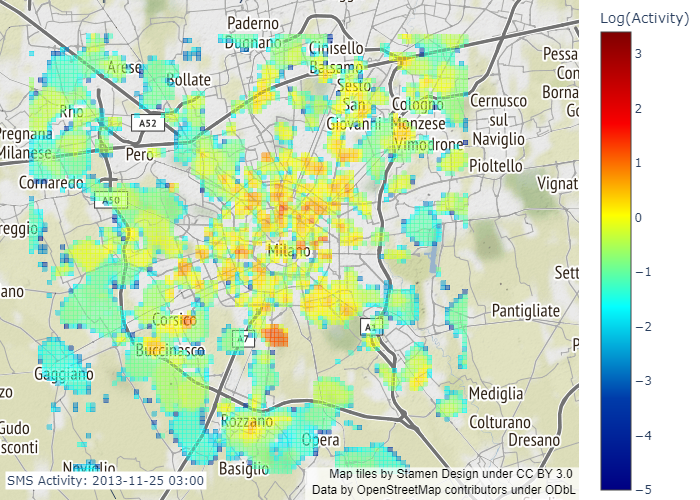 Log(Activity)
Paderno
Dugnano
Cinisello
Balsamo
Arese
Bollate
Sesto
San
Giovanni
Cologno
Monzese
Pessa
Con
Borna
Go
Cernusco
sul
Naviglio
Rho
A52
Pregnana
Milanese
Pero
Vimodrone
Pioltello
Cornaredo
A50
Vignat
reggio
Milano
Sett
ano
Pantigliate
Corsico
A7
A1
Buccinasco
P
Gaggiano
zo
Mediglia
Gudo
sconti
Rozzano
Opera
Colturano
Dresano
Naviglio
Basiglio
SMS Activity: 2013-11-25 03:00
Map tiles by Stamen Design under CC BY 3.0
Data by OpenStreetMap contributors under ODbL
3
2
1
0
−1
−2
−3
−4
−5